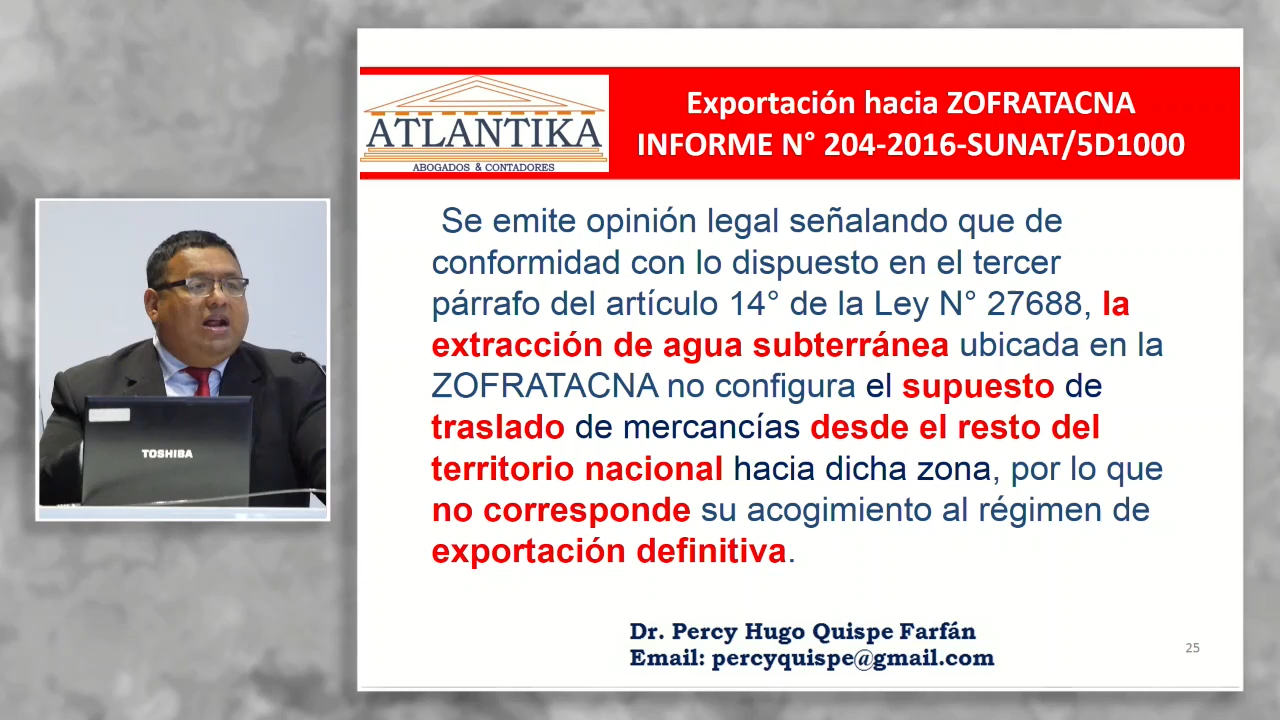 ATLANTIKA
ABOGADOS & CONTADORES
Exportación hacia ZOFRATACNA
INFORME N° 204-2016-SUNAT/5D1000
Se emite opinión legal señalando que de
conformidad con lo dispuesto en el tercer
párrafo del artículo 14° de la Ley N° 27688, la
extracción de agua subterránea ubicada en la
ZOFRATACNA no configura el supuesto de
traslado de mercancías desde el resto del
territorio nacional hacia dicha zona, por lo que
no corresponde su acogimiento al régimen de
exportación definitiva.
Dr. Percy Hugo Quispe Farfán
Email: percyquispe@gmail.com
25
TOSHIBA